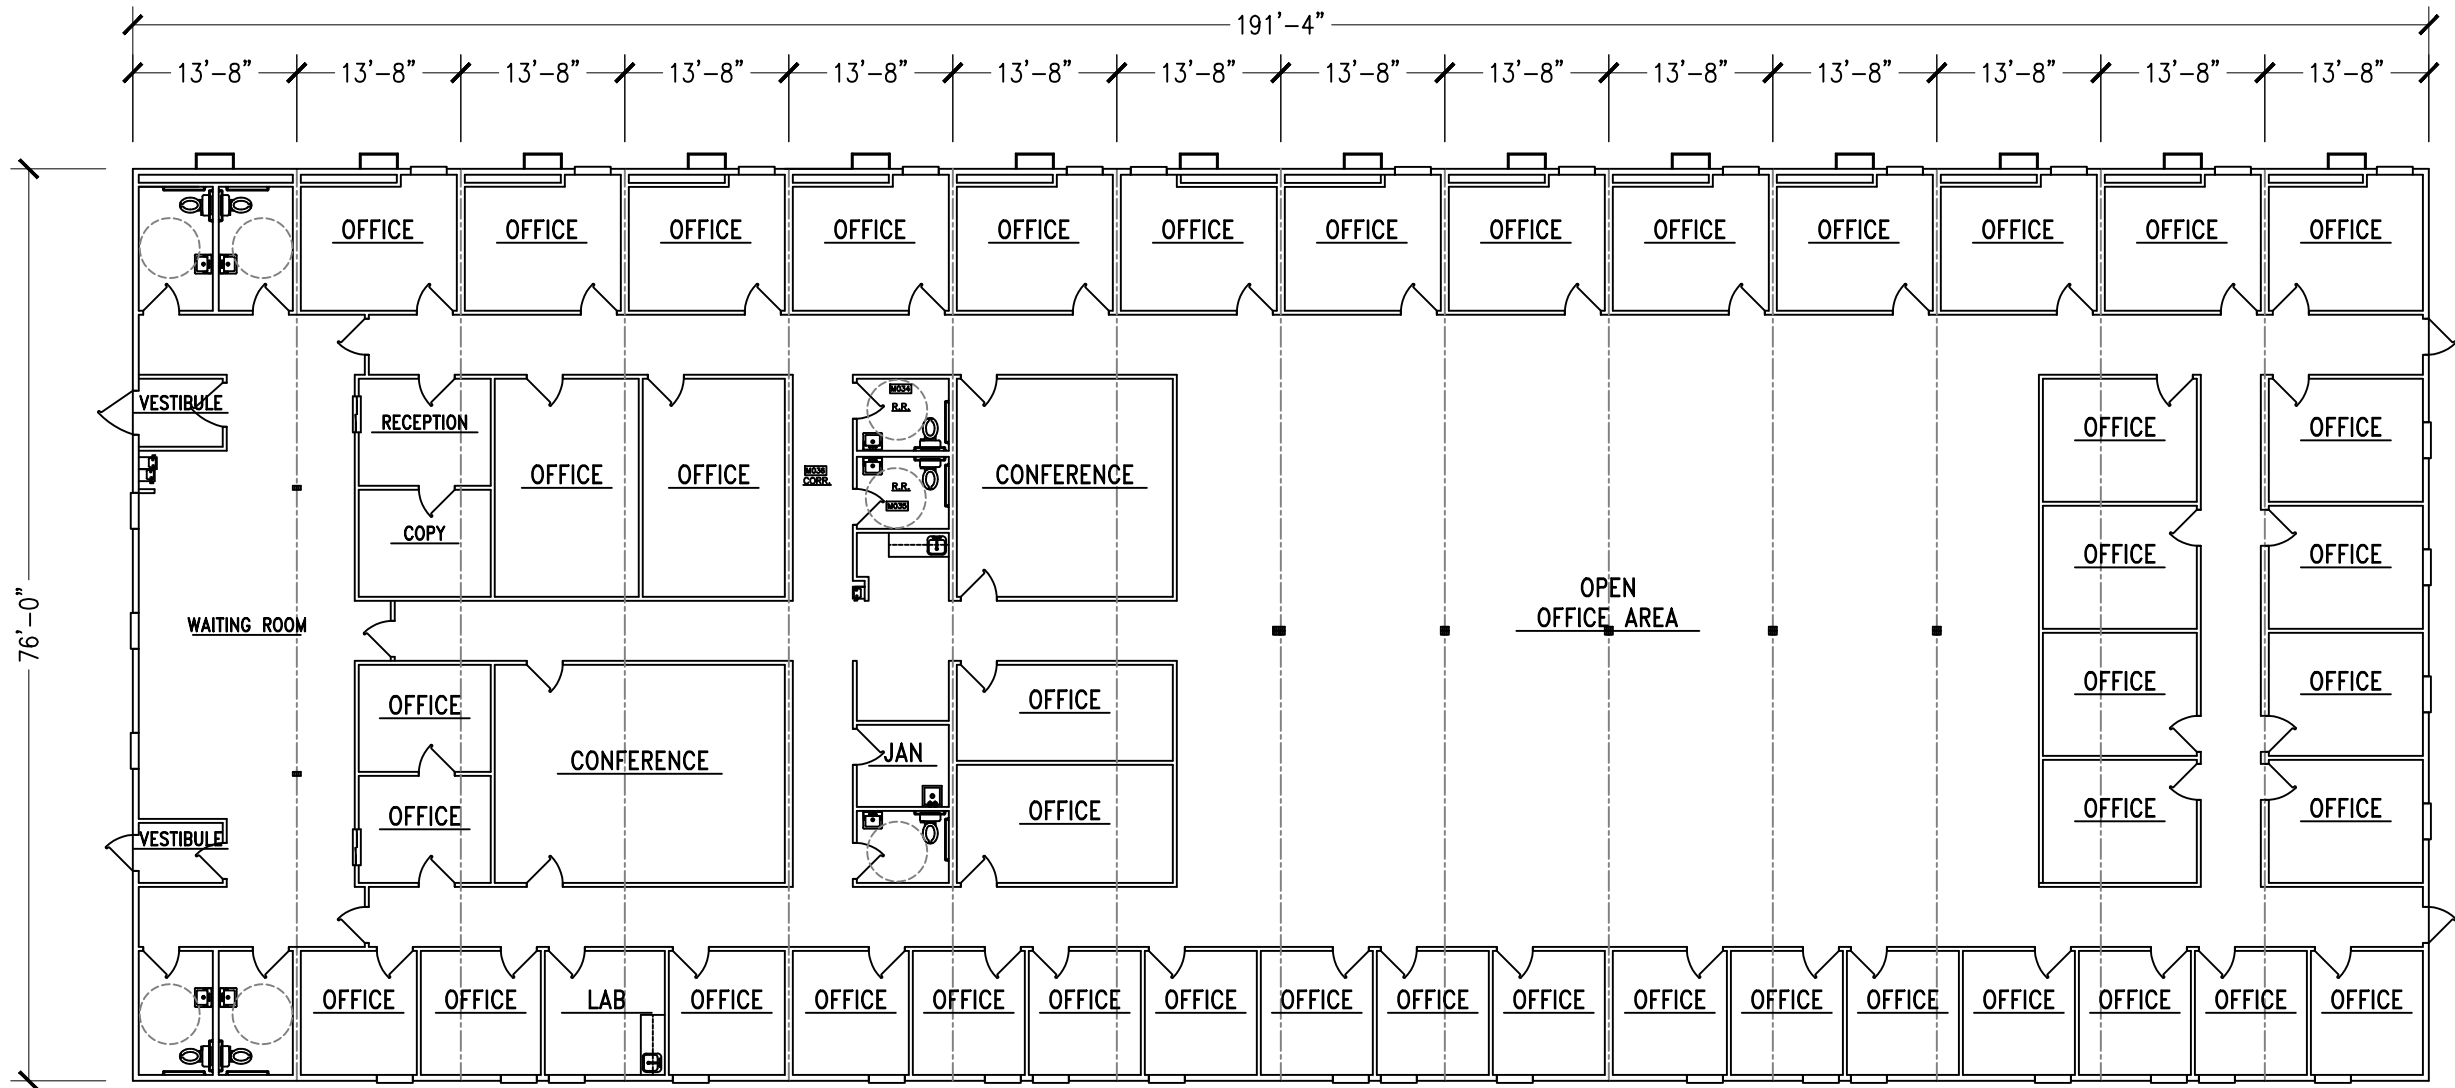 191'-4"
13'-8" 13'-8" 13'-8" 13'-8" 13'-8" 13'-8" 13'-8" 13'-8" 13'-8" 13'-8" 13'-8" 13'-8" 13'-8" 13'-8"
OFFICE OFFICE OFFICE OFFICE OFFICE OFFICE OFFICE OFFICE OFFICE OFFICE OFFICE OFFICE OFFICE
M034
VESTIBULE
R.R.
RECEPTION
OFFICE OFFICE
M036
OFFICE OFFICE
CONFERENCE
CORR.
R.R.
M035
COPY
OFFICE OFFICE
OPEN
OFFICE AREA
76'-0"
WAITING ROOM
OFFICE OFFICE
OFFICE
OFFICE
JAN
CONFERENCE
OFFICE OFFICE
OFFICE
OFFICE
VESTIBULE
OFFICE OFFICE LAB OFFICE OFFICE OFFICE OFFICE OFFICE OFFICE OFFICE OFFICE OFFICE OFFICE OFFICE OFFICE OFFICE OFFICE OFFICE